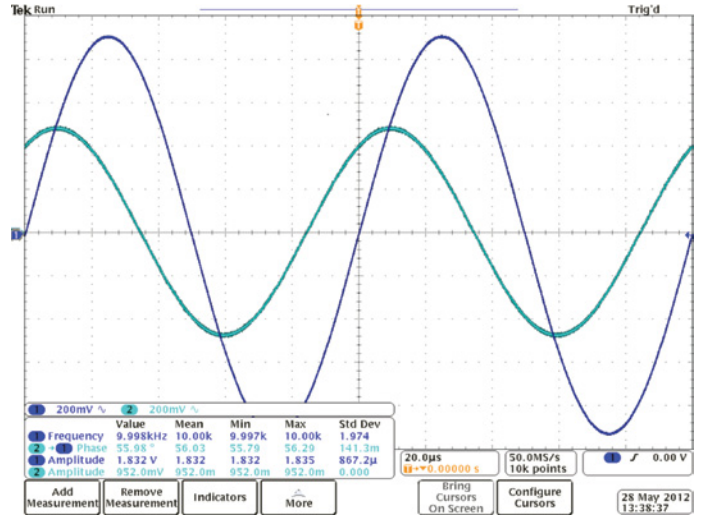 Tek Run Trig'd
T
1
1 200mV ∿ 2 200mV ∿
Value Mean Min Max Std Dev
1 Frequency 9.998kHz 10.00k 9.997k 10.00k 1.974
2 → 1 Phase 55.98 ° 56.03 55.79 56.29 141.3m
1 Amplitude 1.832 V 1.832 1.832 1.835 867.2µ
2 Amplitude 952.0mV 952.0m 952.0m 952.0m 0.000
20.0µs
T→▼0.00000 s
50.0MS/s
10k points
1 ∫ 0.00 V
Add Measurement
Remove Measurement
Indicators
More
Bring Cursors On Screen
Configure Cursors
28 May 2012
13:38:37